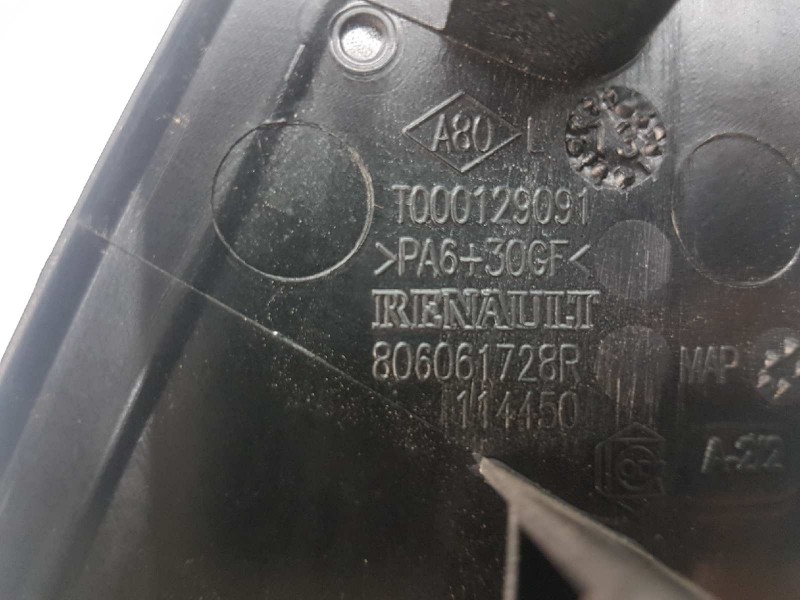 A80 L
T000129091
>PA6+30GF<
RENAULT
806061728R MAP
114450
A-22